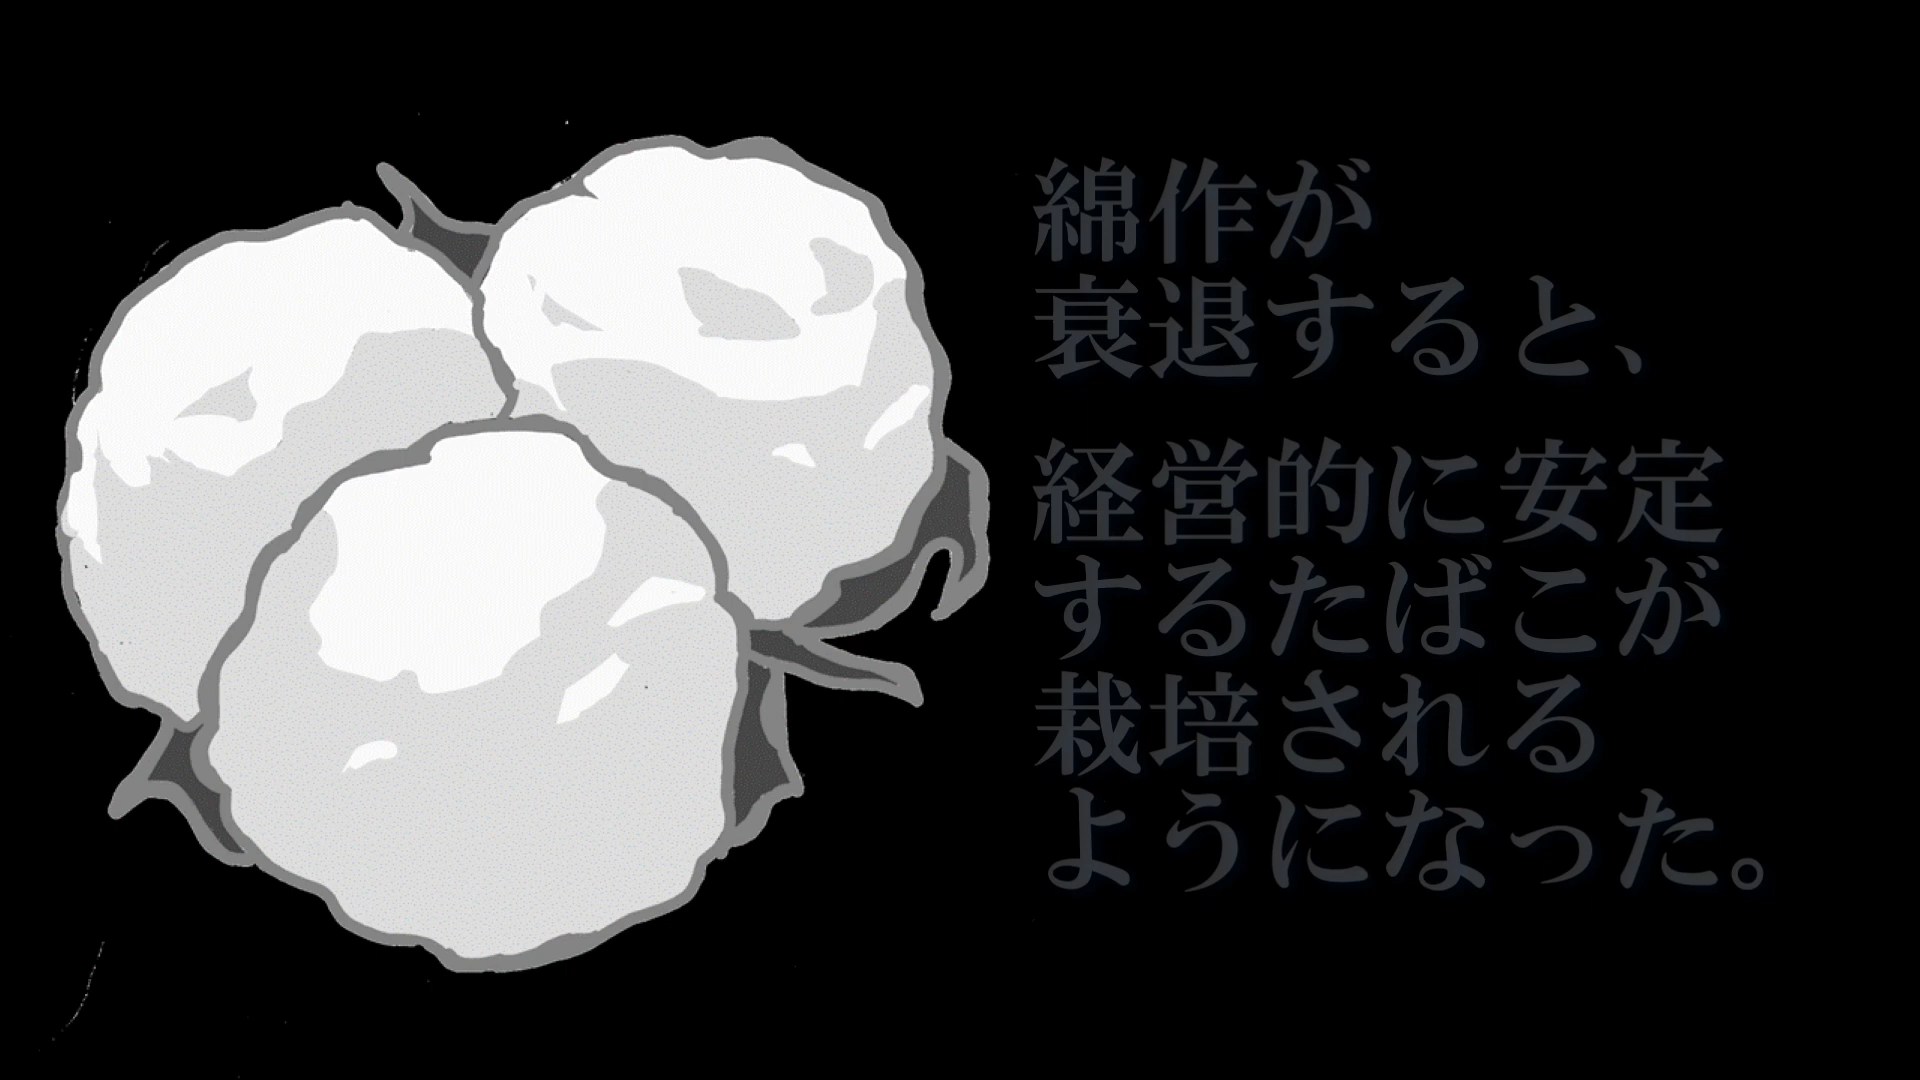 綿作が
衰退すると、
経営的に安定
するたばこが
栽培される
ようになった。